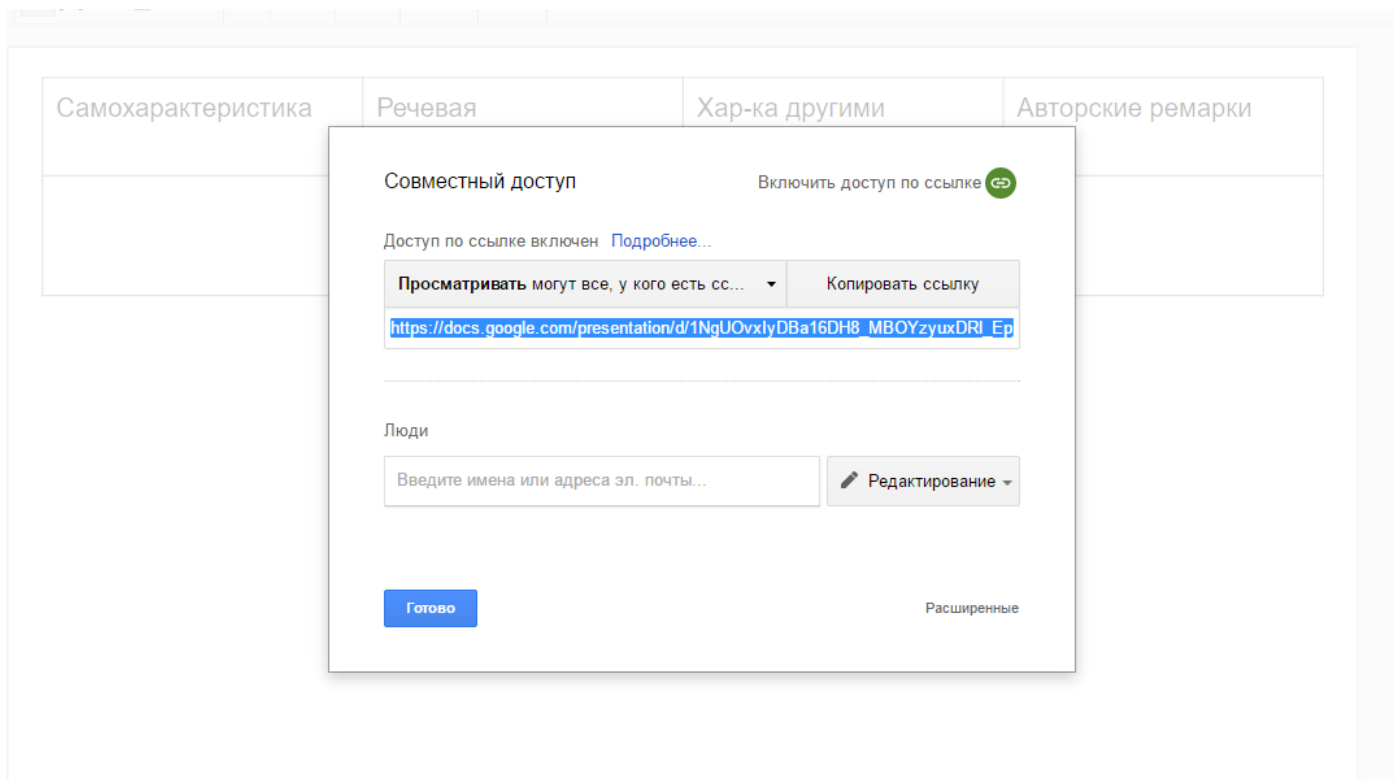 Самохарактеристика Речевая Хар-ка другими Авторские ремарки
Совместный доступ Включить доступ по ссылке
Доступ по ссылке включен Подробнее...
Просматривать могут все, у кого есть сс... Копировать ссылку
https://docs.google.com/presentation/d/1NgUOvxIyDBa16DH8_MBOYzyuxDRI_Ep
Люди
Введите имена или адреса эл. почты... Редактирование
Готово Расширенные